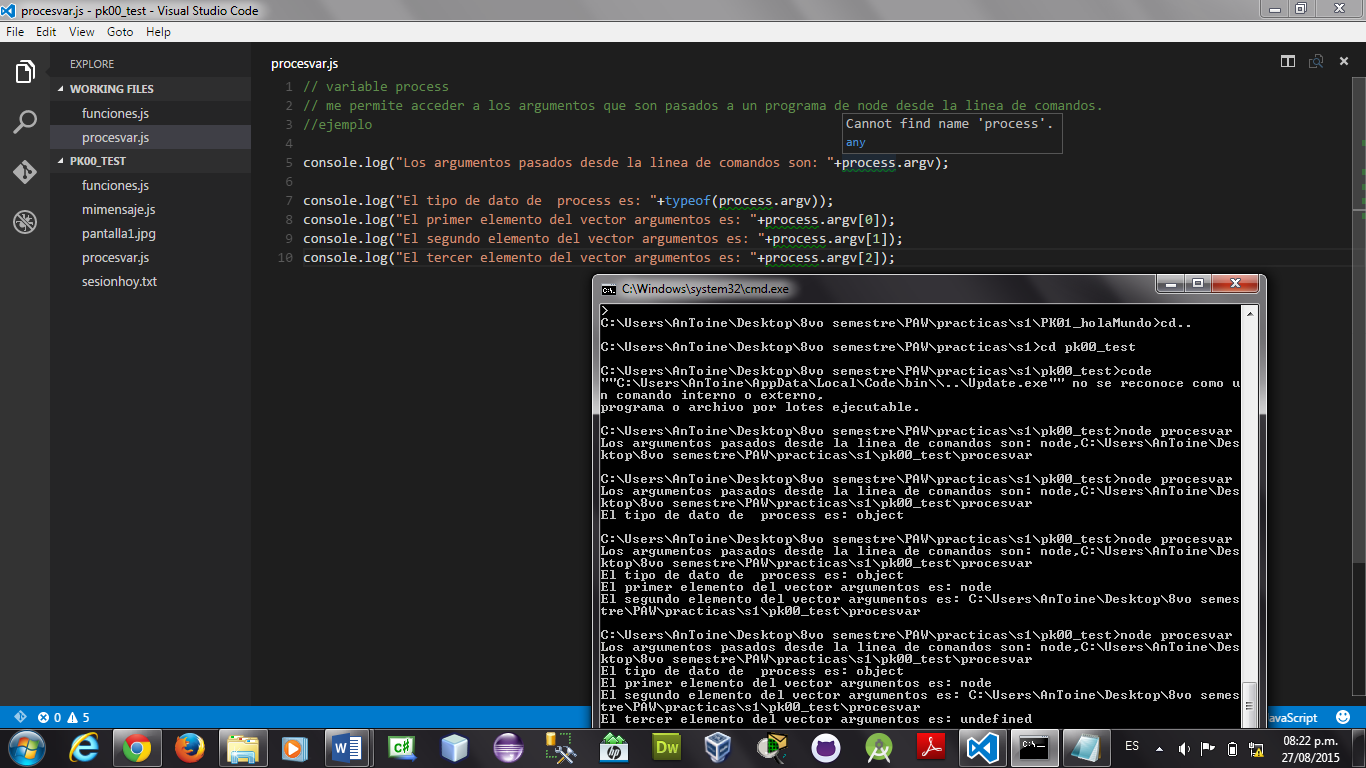 procesvar.js - pk00_test - Visual Studio Code
File Edit View Goto Help
EXPLORE
WORKING FILES
funciones.js
procesvar.js
PK00_TEST
funciones.js
mimensaje.js
pantalla1.jpg
procesvar.js
sesionhoy.txt
procesvar.js
1 // variable process
2 // me permite acceder a los argumentos que son pasados a un programa de node desde la linea de comandos.
3 //ejemplo
Cannot find name 'process'.
any
4
5 console.log("Los argumentos pasados desde la linea de comandos son: "+process.argv);
6
7 console.log("El tipo de dato de  process es: "+typeof(process.argv));
8 console.log("El primer elemento del vector argumentos es: "+process.argv[0]);
9 console.log("El segundo elemento del vector argumentos es: "+process.argv[1]);
10 console.log("El tercer elemento del vector argumentos es: "+process.argv[2]);
C:\Windows\system32\cmd.exe
>
C:\Users\AnToine\Desktop\8vo semestre\PAW\practicas\s1\PK01_holaMundo>cd..
C:\Users\AnToine\Desktop\8vo semestre\PAW\practicas\s1>cd pk00_test
C:\Users\AnToine\Desktop\8vo semestre\PAW\practicas\s1\pk00_test>code
""C:\Users\AnToine\AppData\Local\Code\bin\\..\Update.exe"" no se reconoce como u
n comando interno o externo,
programa o archivo por lotes ejecutable.
C:\Users\AnToine\Desktop\8vo semestre\PAW\practicas\s1\pk00_test>node procesvar
Los argumentos pasados desde la linea de comandos son: node,C:\Users\AnToine\Des
ktop\8vo semestre\PAW\practicas\s1\pk00_test\procesvar
C:\Users\AnToine\Desktop\8vo semestre\PAW\practicas\s1\pk00_test>node procesvar
Los argumentos pasados desde la linea de comandos son: node,C:\Users\AnToine\Des
ktop\8vo semestre\PAW\practicas\s1\pk00_test\procesvar
El tipo de dato de  process es: object
C:\Users\AnToine\Desktop\8vo semestre\PAW\practicas\s1\pk00_test>node procesvar
Los argumentos pasados desde la linea de comandos son: node,C:\Users\AnToine\Des
ktop\8vo semestre\PAW\practicas\s1\pk00_test\procesvar
El tipo de dato de  process es: object
El primer elemento del vector argumentos es: node
El segundo elemento del vector argumentos es: C:\Users\AnToine\Desktop\8vo semes
tre\PAW\practicas\s1\pk00_test\procesvar
C:\Users\AnToine\Desktop\8vo semestre\PAW\practicas\s1\pk00_test>node procesvar
Los argumentos pasados desde la linea de comandos son: node,C:\Users\AnToine\Des
ktop\8vo semestre\PAW\practicas\s1\pk00_test\procesvar
El tipo de dato de  process es: object
El primer elemento del vector argumentos es: node
El segundo elemento del vector argumentos es: C:\Users\AnToine\Desktop\8vo semes
tre\PAW\practicas\s1\pk00_test\procesvar
El tercer elemento del vector argumentos es: undefined
0 5
avaScript
W
c#
hp
Dw
C:\
ES
08:22 p.m.
27/08/2015